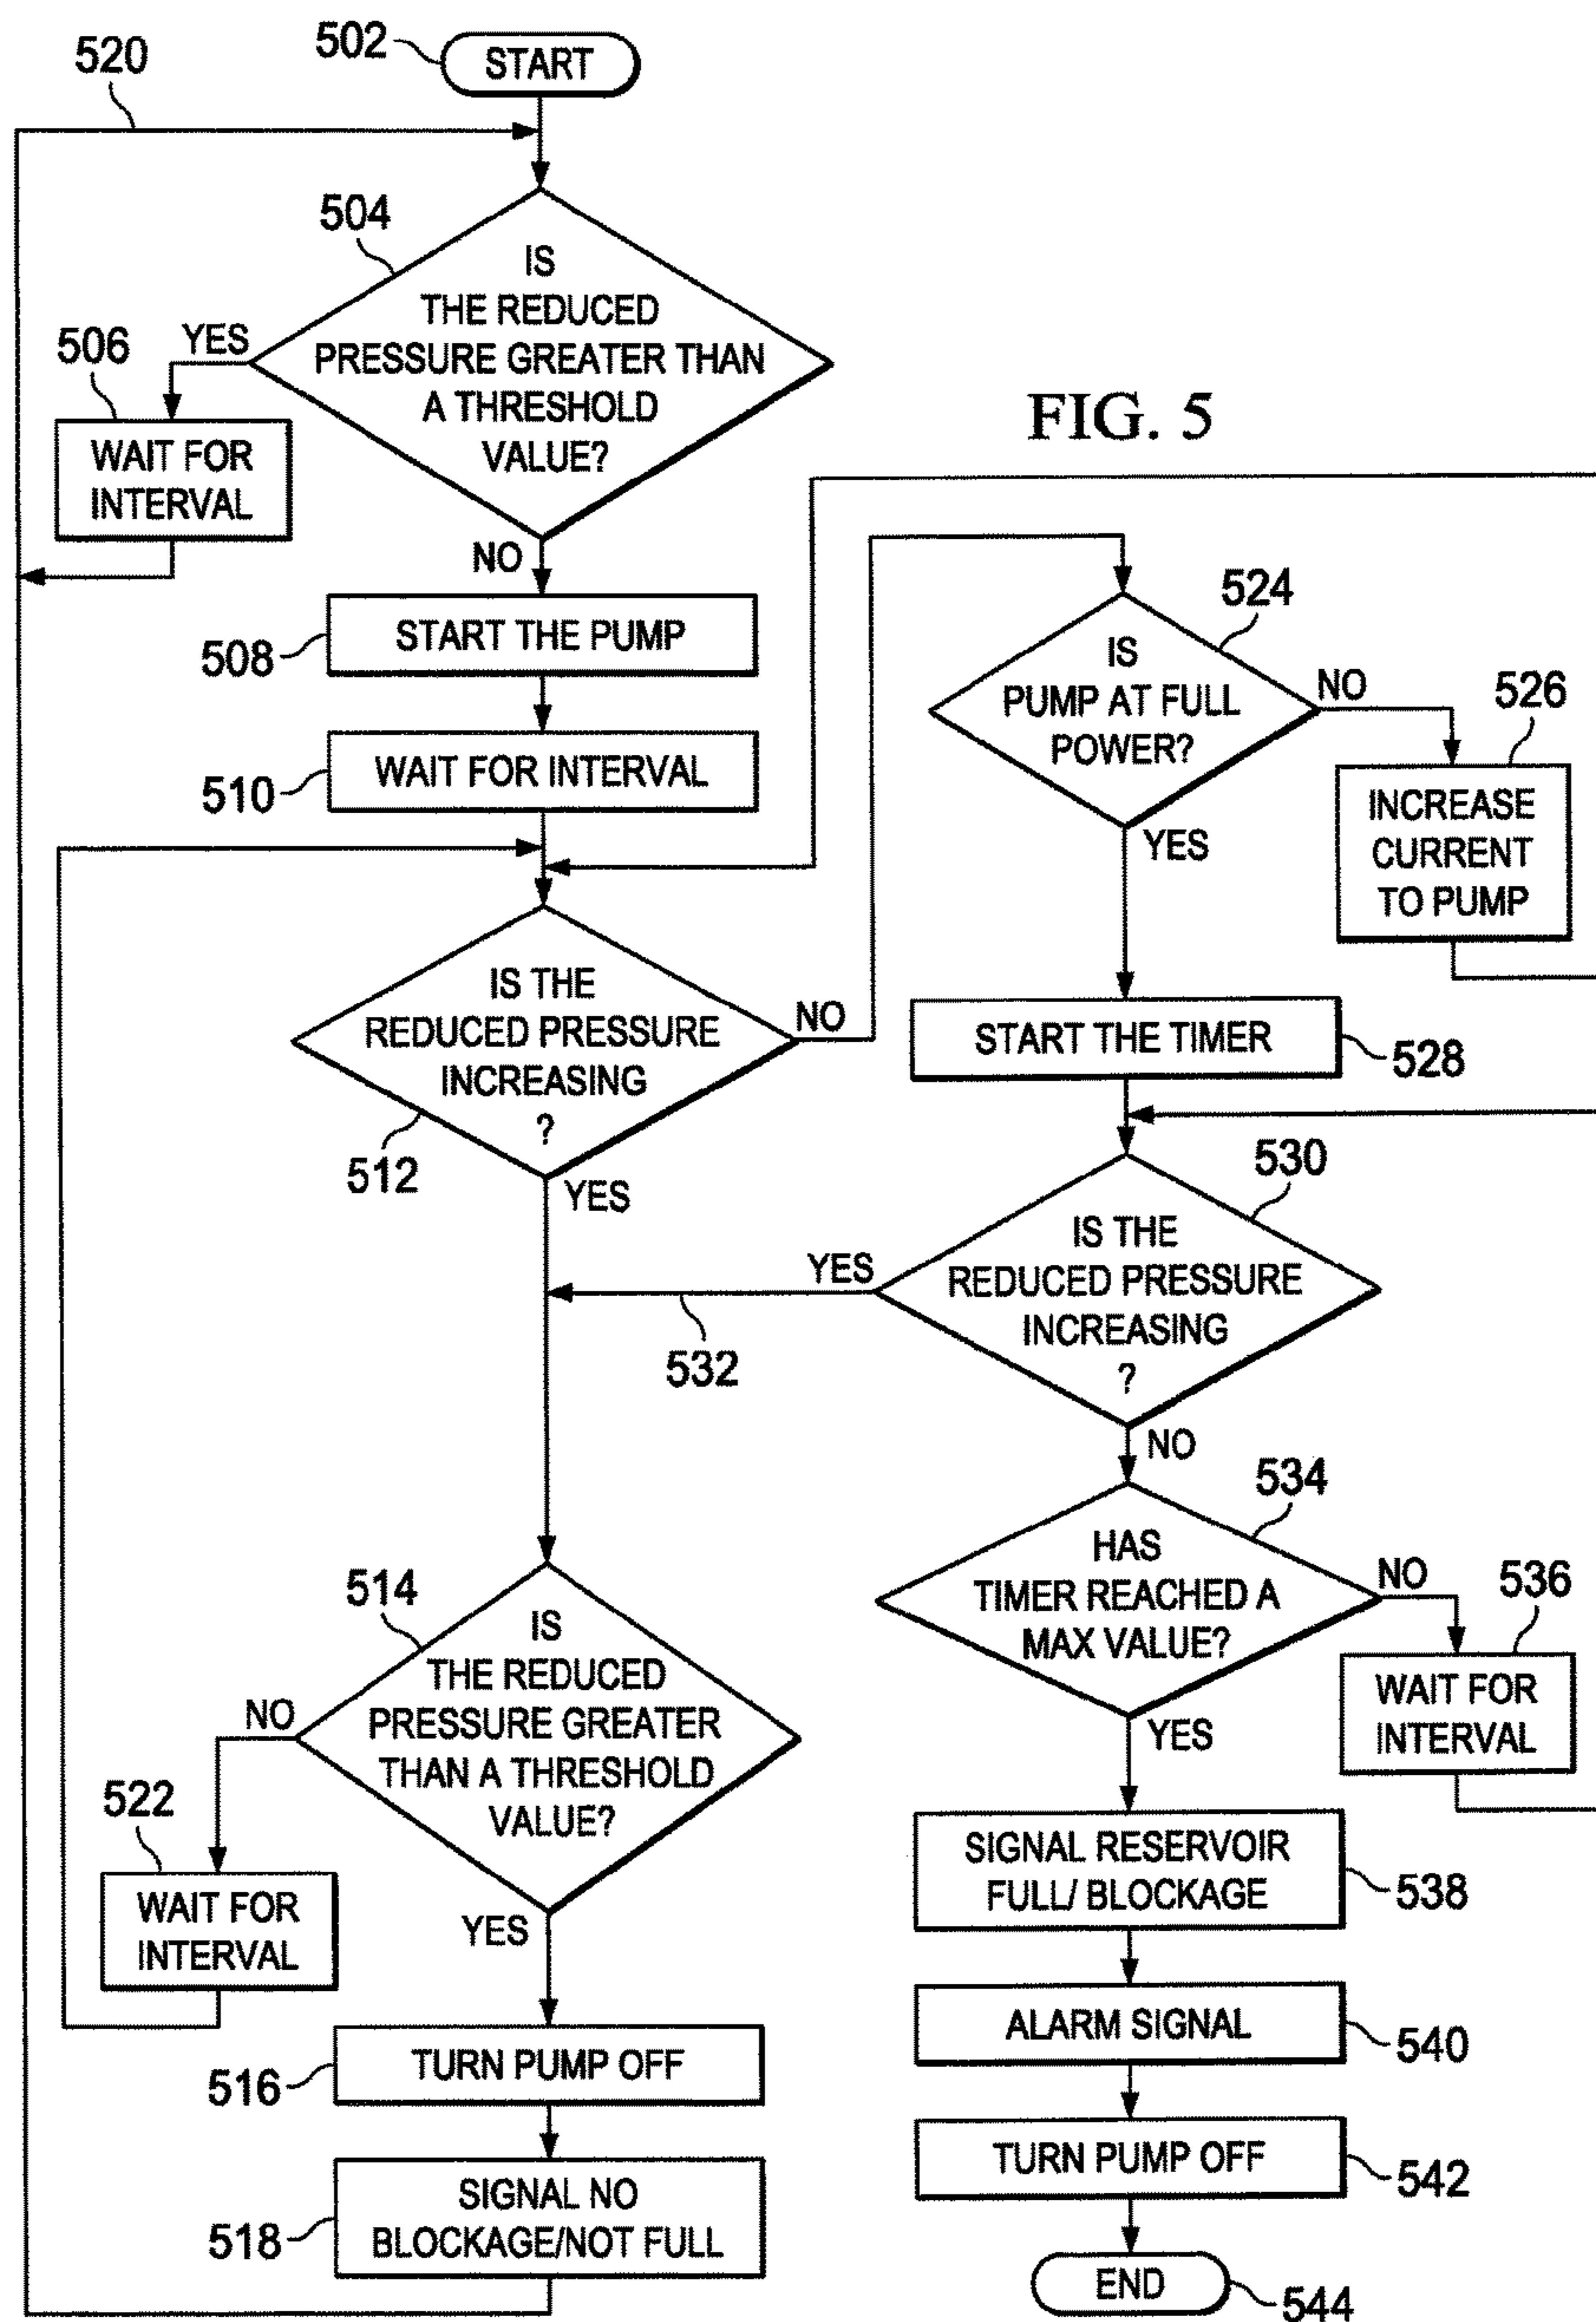 502
START
520
504
IS
THE REDUCED
PRESSURE GREATER THAN
A THRESHOLD
VALUE?
YES
506
WAIT FOR
INTERVAL
NO
508
START THE PUMP
510
WAIT FOR INTERVAL
512
IS THE
REDUCED PRESSURE
INCREASING
?
NO
YES
514
IS
THE REDUCED
PRESSURE GREATER
THAN A THRESHOLD
VALUE?
NO
522
WAIT FOR
INTERVAL
YES
516
TURN PUMP OFF
518
SIGNAL NO
BLOCKAGE/NOT FULL
FIG. 5
524
IS
PUMP AT FULL
POWER?
NO
526
INCREASE
CURRENT
TO PUMP
YES
START THE TIMER
528
530
IS THE
REDUCED PRESSURE
INCREASING
?
YES
532
NO
534
HAS
TIMER REACHED A
MAX VALUE?
NO
536
WAIT FOR
INTERVAL
YES
SIGNAL RESERVOIR
FULL/ BLOCKAGE
538
ALARM SIGNAL
540
TURN PUMP OFF
542
END
544